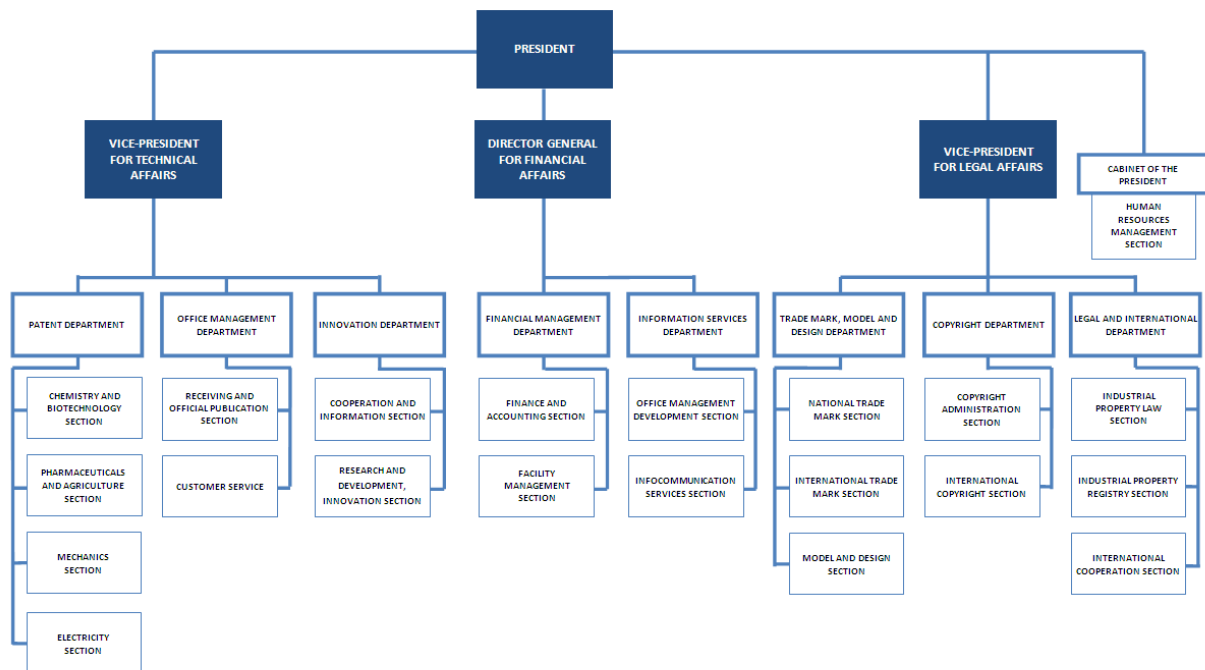 PRESIDENT
VICE-PRESIDENT
FOR TECHNICAL
AFFAIRS
DIRECTOR GENERAL
FOR FINANCIAL
AFFAIRS
VICE-PRESIDENT
FOR LEGAL AFFAIRS
CABINET OF THE
PRESIDENT
HUMAN
RESOURCES
MANAGEMENT
SECTION
PATENT DEPARTMENT
OFFICE MANAGEMENT
DEPARTMENT
INNOVATION DEPARTMENT
FINANCIAL MANAGEMENT
DEPARTMENT
INFORMATION SERVICES
DEPARTMENT
TRADE MARK, MODEL AND
DESIGN DEPARTMENT
COPYRIGHT DEPARTMENT
LEGAL AND INTERNATIONAL
DEPARTMENT
CHEMISTRY AND
BIOTECHNOLOGY
SECTION
RECEIVING AND
OFFICIAL PUBLICATION
SECTION
COOPERATION AND
INFORMATION SECTION
FINANCE AND
ACCOUNTING SECTION
OFFICE MANAGEMENT
DEVELOPMENT SECTION
NATIONAL TRADE
MARK SECTION
COPYRIGHT
ADMINISTRATION
SECTION
INDUSTRIAL
PROPERTY LAW
SECTION
PHARMACEUTICALS
AND AGRICULTURE
SECTION
CUSTOMER SERVICE
RESEARCH AND
DEVELOPMENT,
INNOVATION SECTION
FACILITY
MANAGEMENT
SECTION
INFOCOMMUNICATION
SERVICES SECTION
INTERNATIONAL TRADE
MARK SECTION
INTERNATIONAL
COPYRIGHT SECTION
INDUSTRIAL PROPERTY
REGISTRY SECTION
MECHANICS
SECTION
MODEL AND DESIGN
SECTION
INTERNATIONAL
COOPERATION SECTION
ELECTRICITY
SECTION